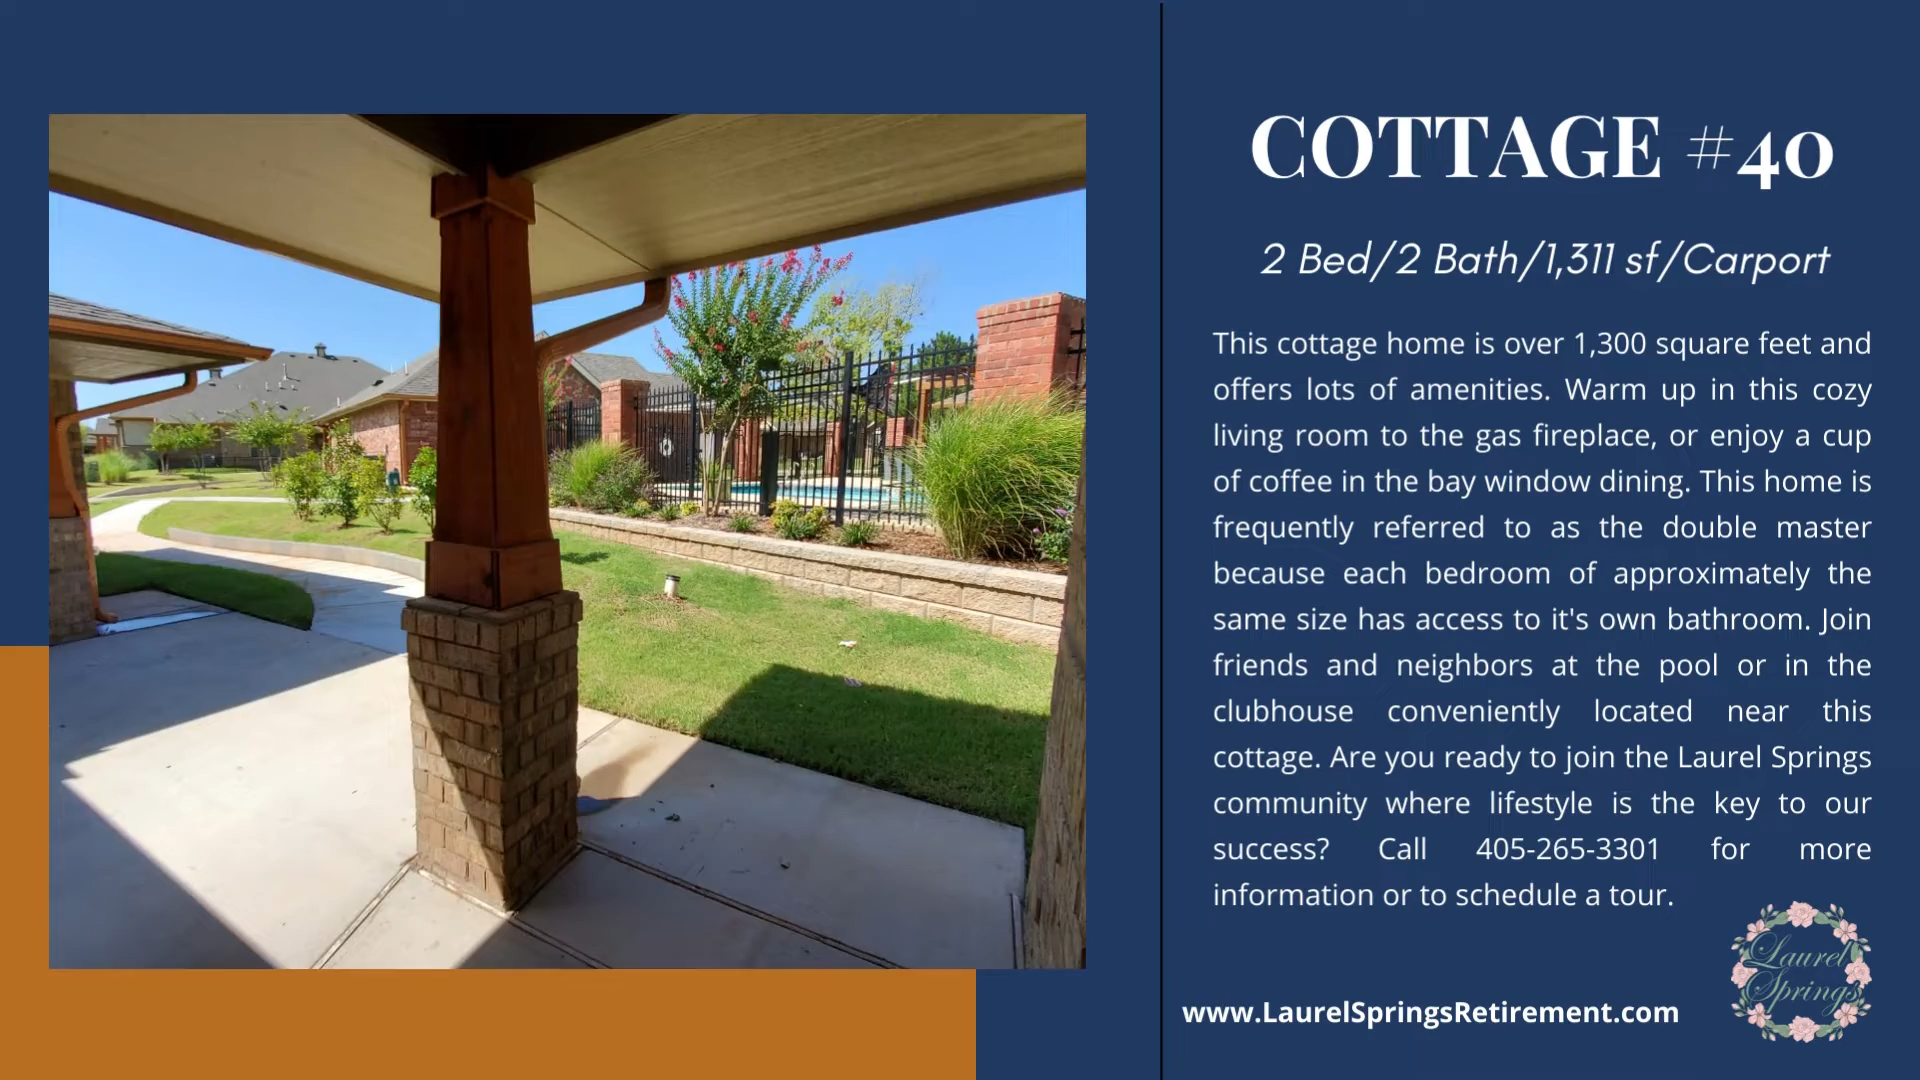 COTTAGE #40
2 Bed/2 Bath/1,311 sf/Carport
This cottage home is over 1,300 square feet and
offers lots of amenities. Warm up in this cozy
living room to the gas fireplace, or enjoy a cup
of coffee in the bay window dining. This home is
frequently referred to as the double master
because each bedroom of approximately the
same size has access to it's own bathroom. Join
friends and neighbors at the pool or in the
clubhouse conveniently located near this
cottage. Are you ready to join the Laurel Springs
community where lifestyle is the key to our
success? Call 405-265-3301 for more
information or to schedule a tour.
Laurel
Springs
www.LaurelSpringsRetirement.com